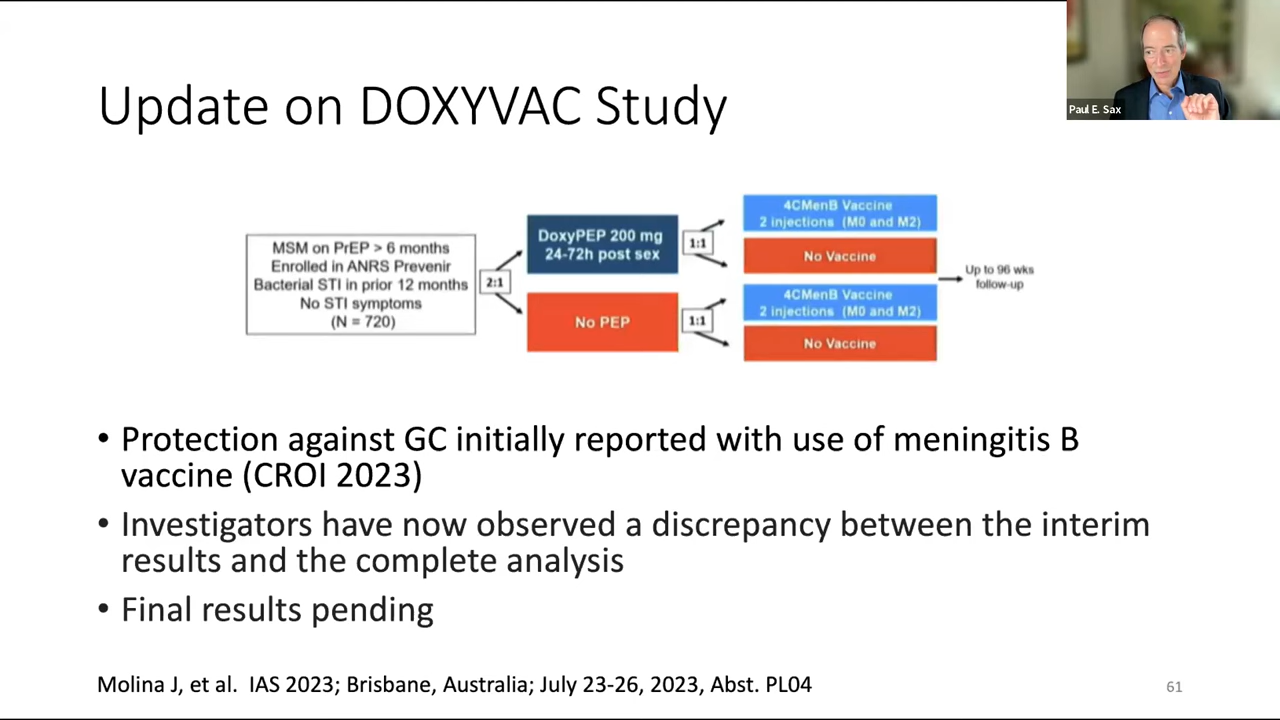 Paul E. Sax
Update on DOXYVAC Study
MSM on PrEP > 6 months
Enrolled in ANRS Prevenir
Bacterial STI in prior 12 months
No STI symptoms
(N = 720)
2:1
DoxyPEP 200 mg
24-72h post sex
No PEP
1:1
1:1
4CMenB Vaccine
2 injections (M0 and M2)
No Vaccine
4CMenB Vaccine
2 injections (M0 and M2)
No Vaccine
Up to 96 wks
follow-up
• Protection against GC initially reported with use of meningitis B
vaccine (CROI 2023)
• Investigators have now observed a discrepancy between the interim
results and the complete analysis
• Final results pending
Molina J, et al. IAS 2023; Brisbane, Australia; July 23-26, 2023, Abst. PL04
61